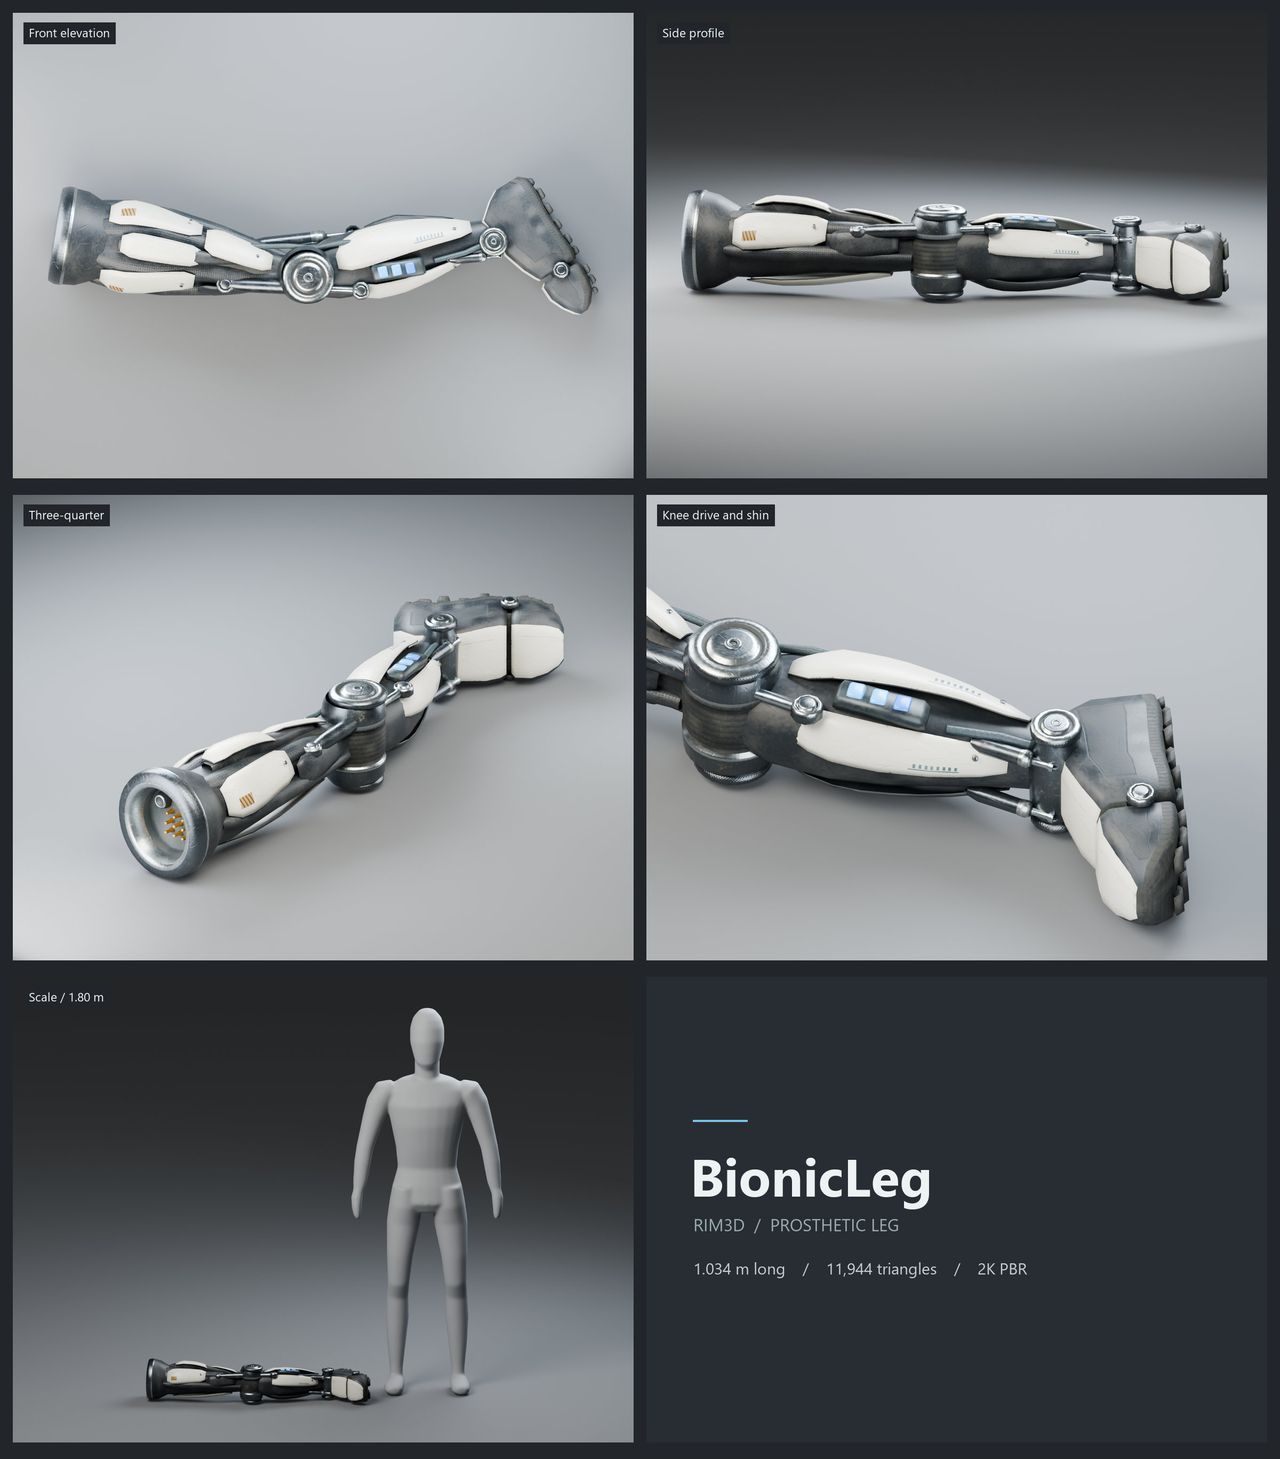 Front elevation
Side profile
Three-quarter
Knee drive and shin
Scale / 1.80 m
BionicLeg
RIM3D / PROSTHETIC LEG
1.034 m long / 11,944 triangles / 2K PBR